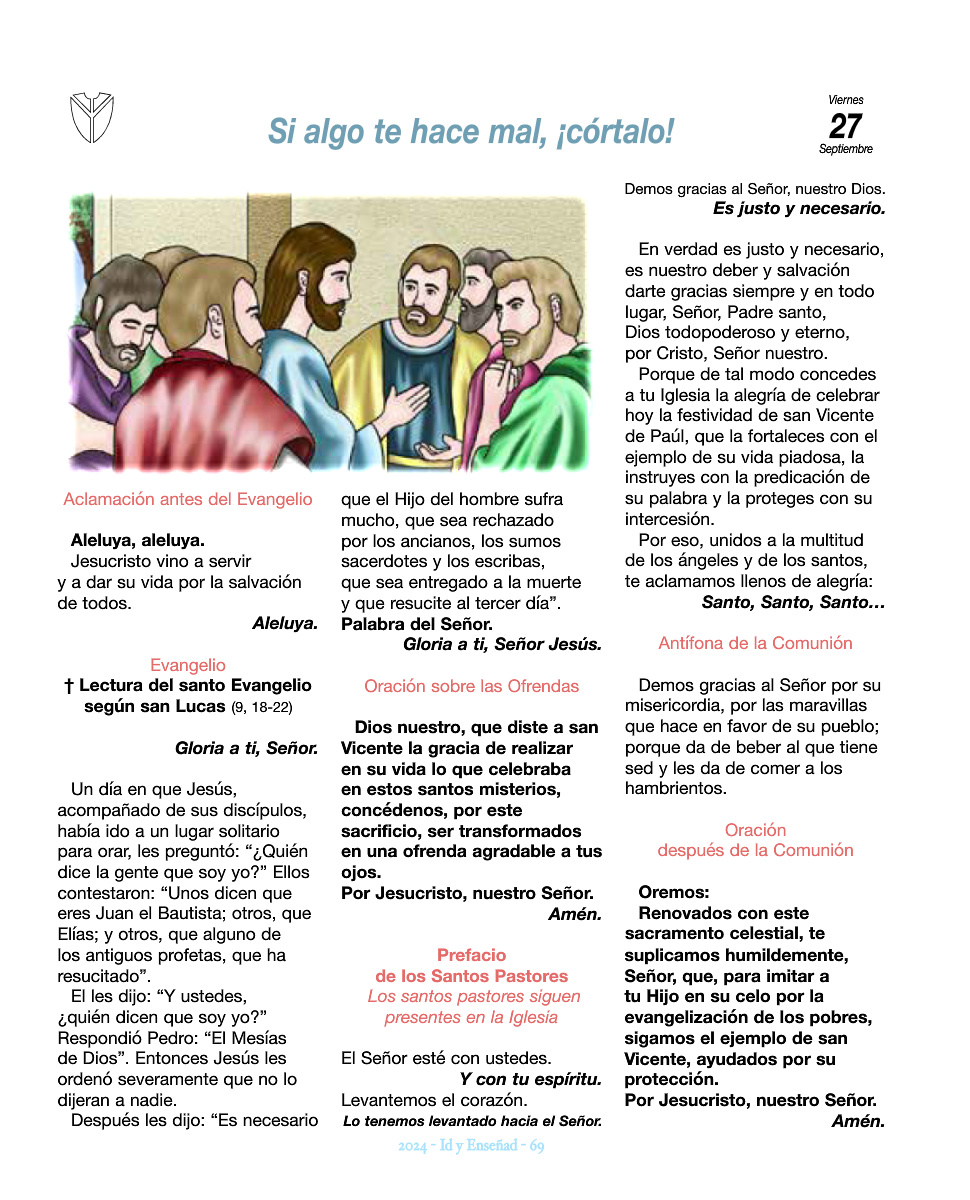 Si algo te hace mal, ¡córtalo!
Viernes
27
Septiembre
Aclamación antes del Evangelio
Aleluya, aleluya.
Jesucristo vino a servir
y a dar su vida por la salvación
de todos.
Aleluya.
Evangelio
† Lectura del santo Evangelio
según san Lucas (9, 18-22)
Gloria a ti, Señor.
Un día en que Jesús,
acompañado de sus discípulos,
había ido a un lugar solitario
para orar, les preguntó: “¿Quién
dice la gente que soy yo?” Ellos
contestaron: “Unos dicen que
eres Juan el Bautista; otros, que
Elías; y otros, que alguno de
los antiguos profetas, que ha
resucitado”.
El les dijo: “Y ustedes,
¿quién dicen que soy yo?”
Respondió Pedro: “El Mesías
de Dios”. Entonces Jesús les
ordenó severamente que no lo
dijeran a nadie.
Después les dijo: “Es necesario
que el Hijo del hombre sufra
mucho, que sea rechazado
por los ancianos, los sumos
sacerdotes y los escribas,
que sea entregado a la muerte
y que resucite al tercer día”.
Palabra del Señor.
Gloria a ti, Señor Jesús.
Oración sobre las Ofrendas
Dios nuestro, que diste a san
Vicente la gracia de realizar
en su vida lo que celebraba
en estos santos misterios,
concédenos, por este
sacrificio, ser transformados
en una ofrenda agradable a tus
ojos.
Por Jesucristo, nuestro Señor.
Amén.
Prefacio
de los Santos Pastores
Los santos pastores siguen
presentes en la Iglesia
El Señor esté con ustedes.
Y con tu espíritu.
Levantemos el corazón.
Lo tenemos levantado hacia el Señor.
Demos gracias al Señor, nuestro Dios.
Es justo y necesario.
En verdad es justo y necesario,
es nuestro deber y salvación
darte gracias siempre y en todo
lugar, Señor, Padre santo,
Dios todopoderoso y eterno,
por Cristo, Señor nuestro.
Porque de tal modo concedes
a tu Iglesia la alegría de celebrar
hoy la festividad de san Vicente
de Paúl, que la fortaleces con el
ejemplo de su vida piadosa, la
instruyes con la predicación de
su palabra y la proteges con su
intercesión.
Por eso, unidos a la multitud
de los ángeles y de los santos,
te aclamamos llenos de alegría:
Santo, Santo, Santo…
Antífona de la Comunión
Demos gracias al Señor por su
misericordia, por las maravillas
que hace en favor de su pueblo;
porque da de beber al que tiene
sed y les da de comer a los
hambrientos.
Oración
después de la Comunión
Oremos:
Renovados con este
sacramento celestial, te
suplicamos humildemente,
Señor, que, para imitar a
tu Hijo en su celo por la
evangelización de los pobres,
sigamos el ejemplo de san
Vicente, ayudados por su
protección.
Por Jesucristo, nuestro Señor.
Amén.
2024 - Id y Enseñad - 69